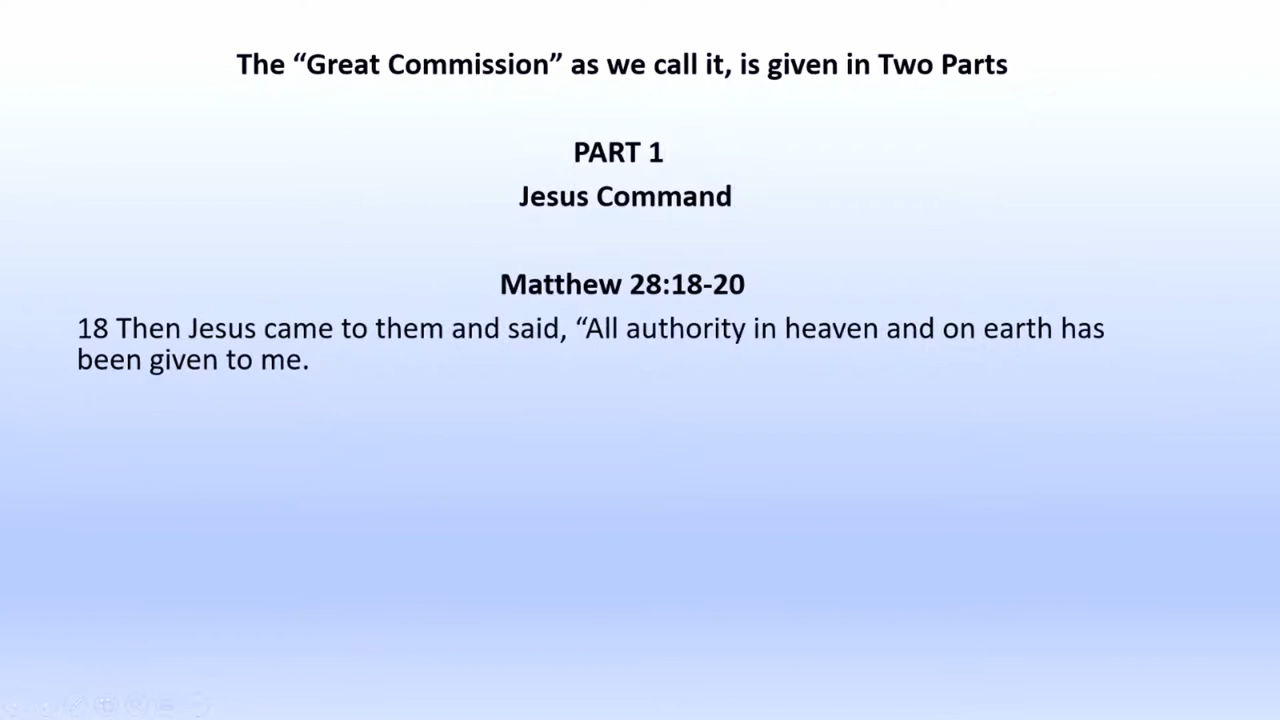 The “Great Commission” as we call it, is given in Two Parts
PART 1
Jesus Command
Matthew 28:18-20
18 Then Jesus came to them and said, “All authority in heaven and on earth has
been given to me.